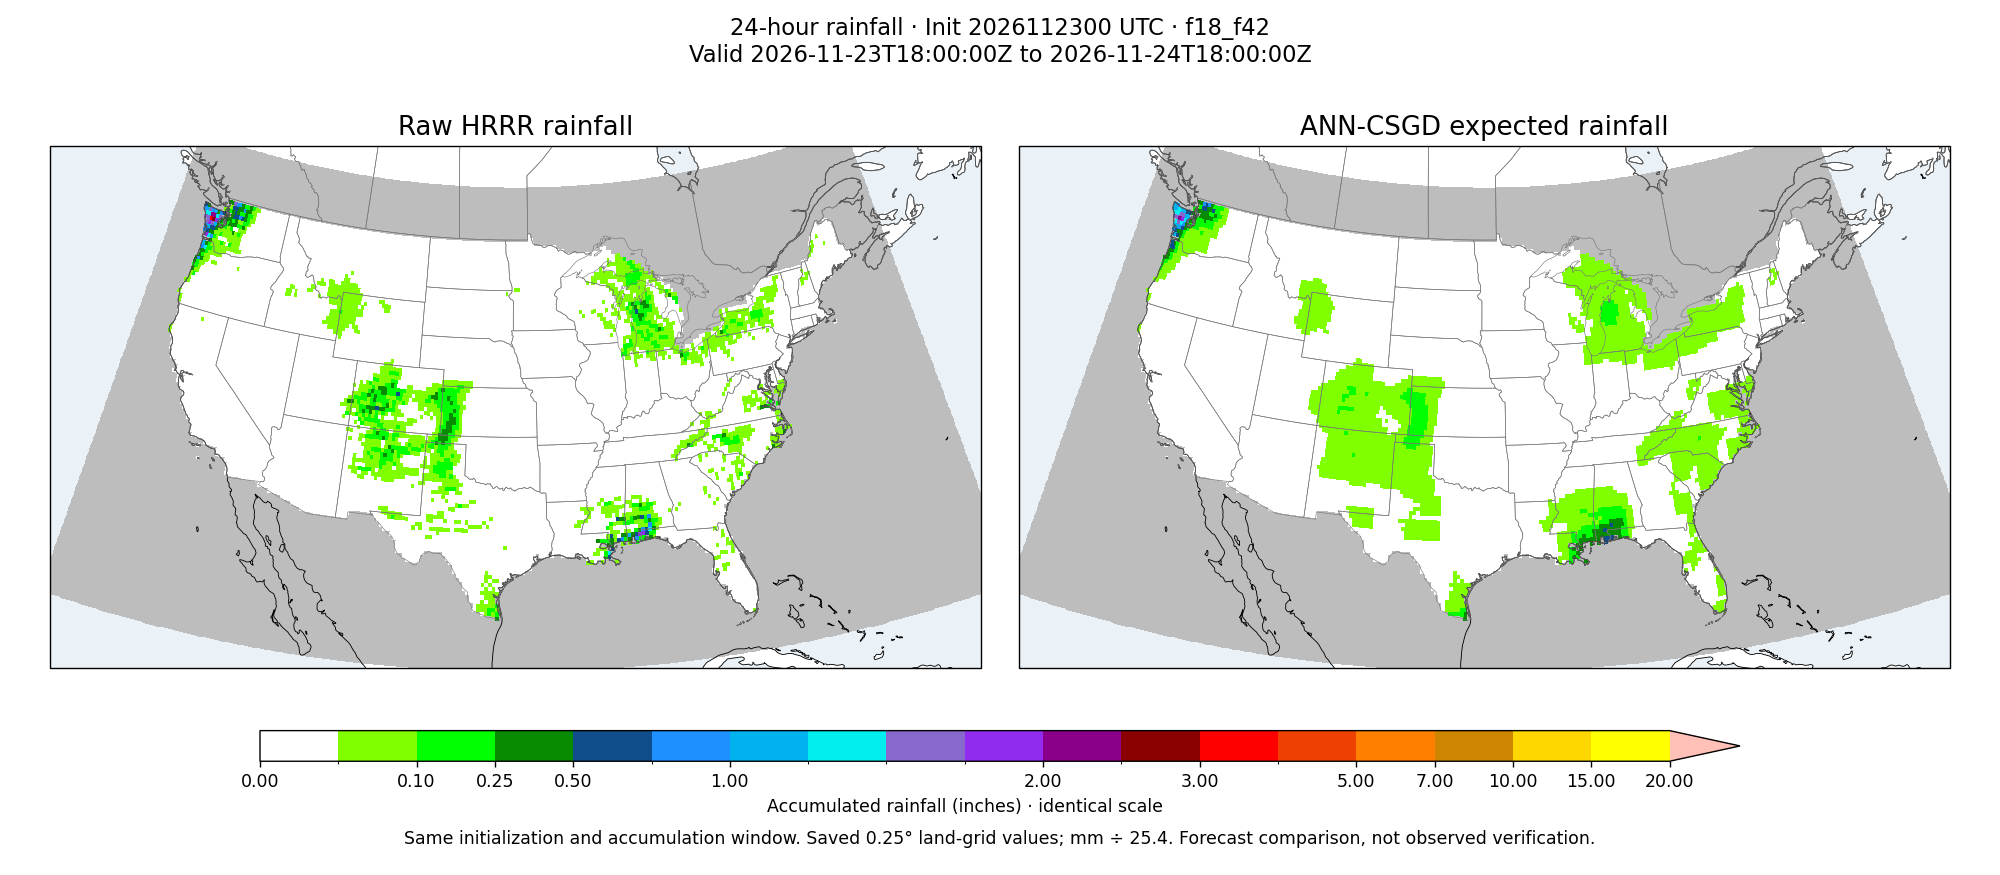 24-hour rainfall · Init 2026112300 UTC · f18_f42
Valid 2026-11-23T18:00:00Z to 2026-11-24T18:00:00Z
Raw HRRR rainfall
ANN-CSGD expected rainfall
0.00 0.10 0.25 0.50 1.00 2.00 3.00 5.00 7.00 10.00 15.00 20.00
Accumulated rainfall (inches) · identical scale
Same initialization and accumulation window. Saved 0.25° land-grid values; mm ÷ 25.4. Forecast comparison, not observed verification.